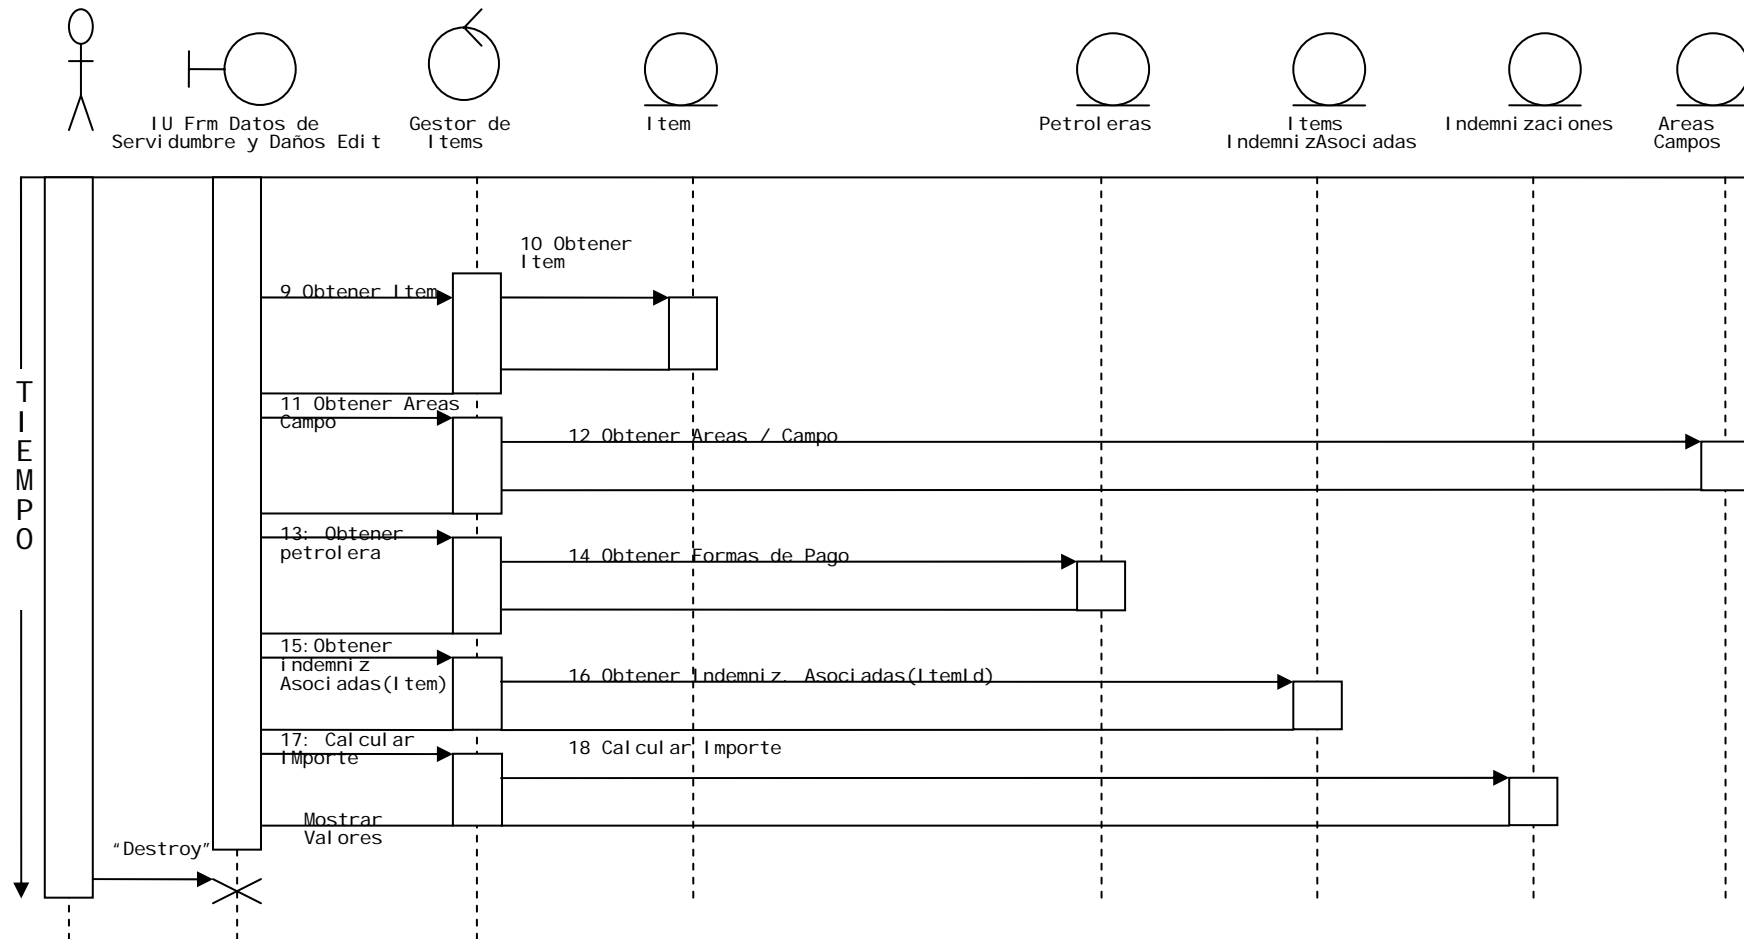 IU Frm Datos de
Servidumbre y Daños Edit
Gestor de
Items
Item
Petroleras
Items
IndemnizAsociadas
Indemnizaciones
Areas
Campos
10 Obtener
Item
9 Obtener Item
11 Obtener Areas
Campo
12 Obtener Areas / Campo
13: Obtener
petrolera
14 Obtener Formas de Pago
15:Obtener
indemniz
Asociadas(Item)
16 Obtener Indemniz. Asociadas(ItemId)
17: Calcular
IMporte
18 Calcular Importe
Mostrar
Valores
“Destroy”
TIEMPO